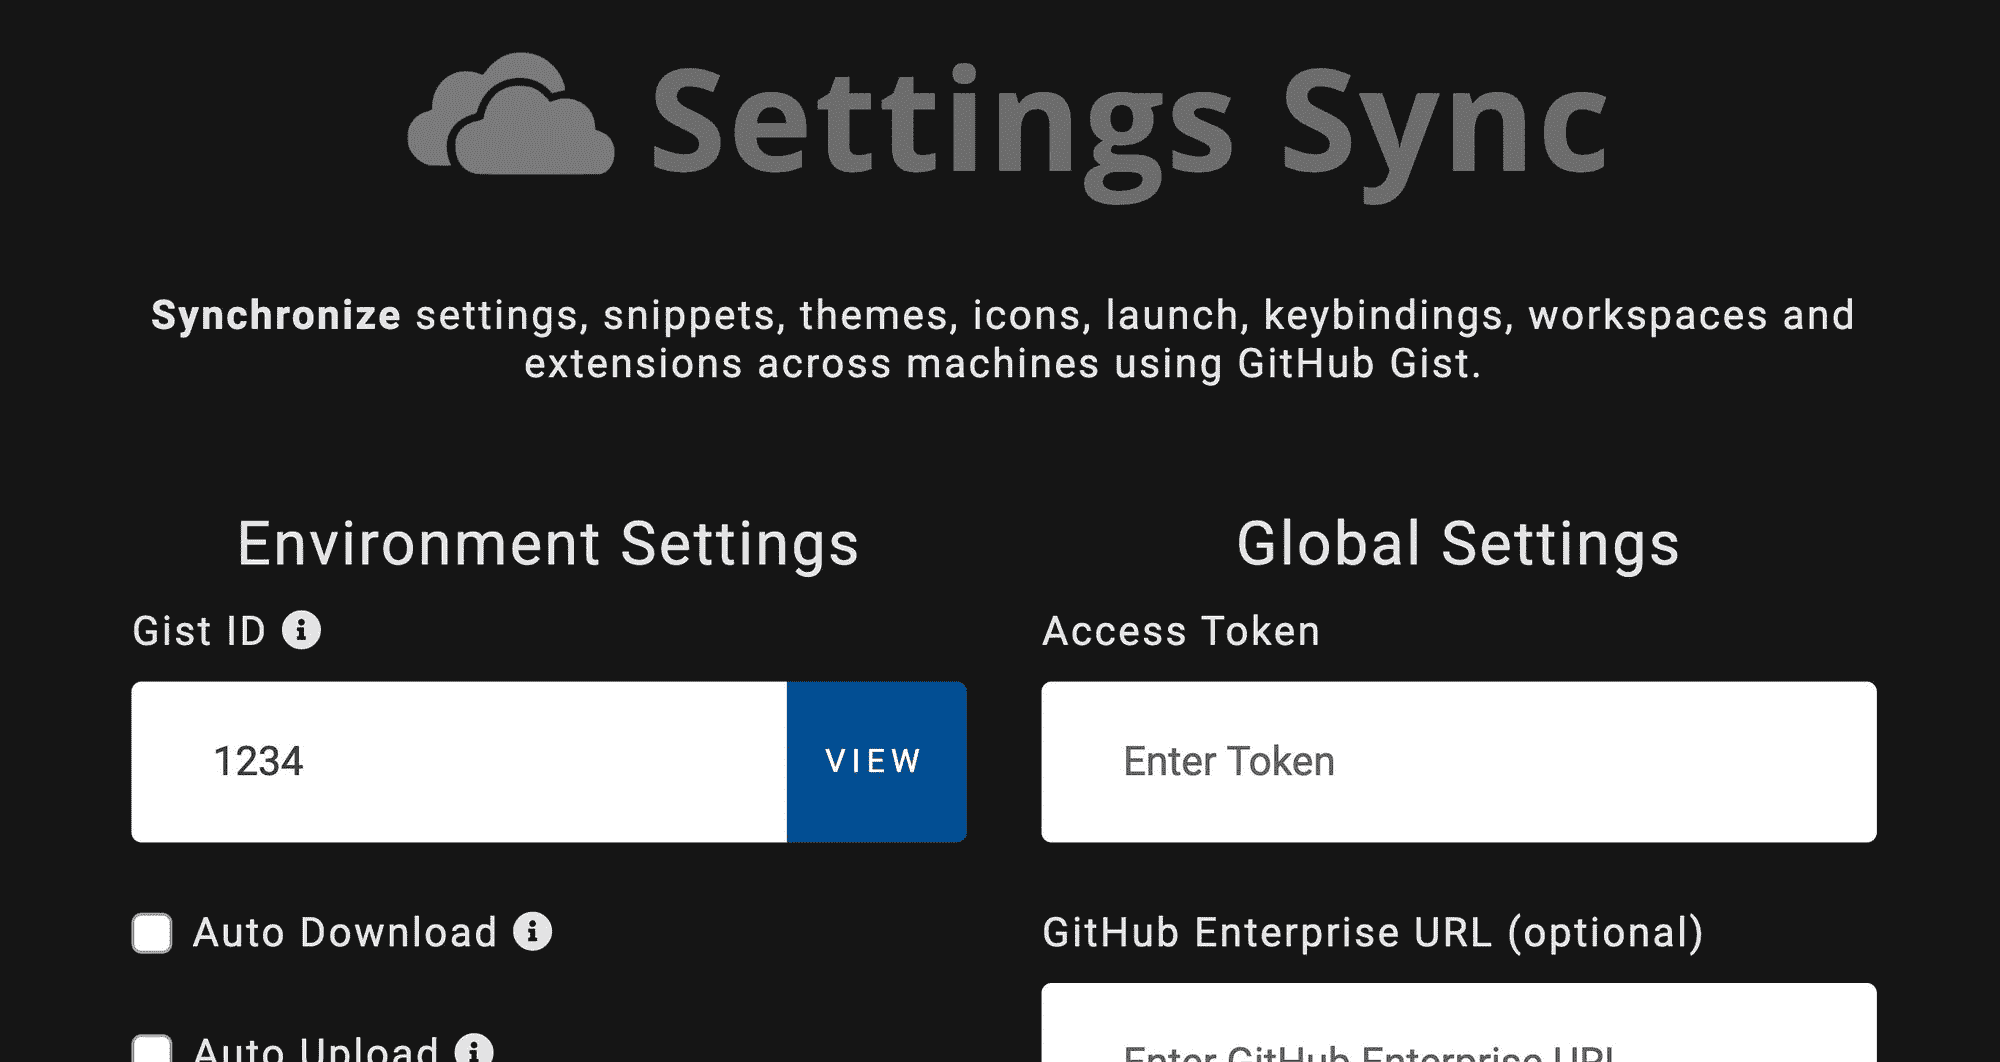 Settings Sync
Synchronize settings, snippets, themes, icons, launch, keybindings, workspaces and
extensions across machines using GitHub Gist.
Environment Settings
Gist ID
1234
VIEW
Auto Download
Auto Upload
Global Settings
Access Token
Enter Token
GitHub Enterprise URL (optional)
Enter GitHub Enterprise URL